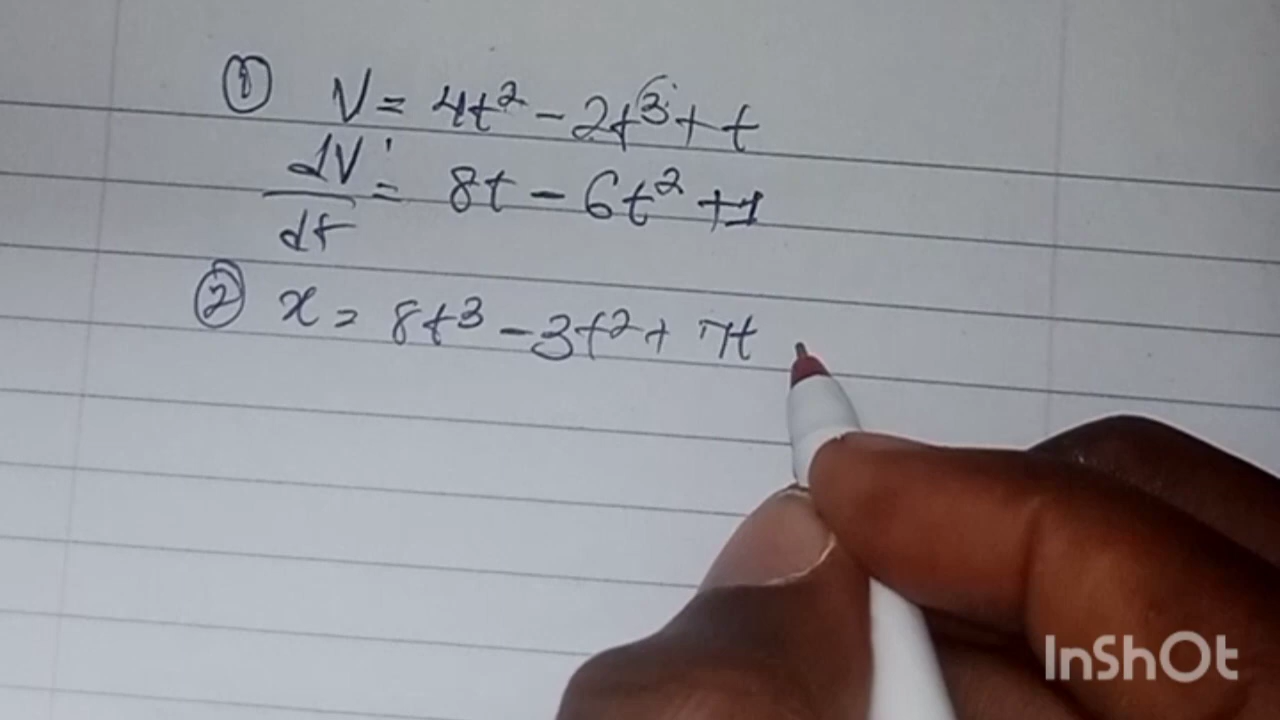 ① V = 4t² - 2t³ + t
dV/dt = 8t - 6t² + 1
② x = 8t³ - 3t² + 7t
InShOt